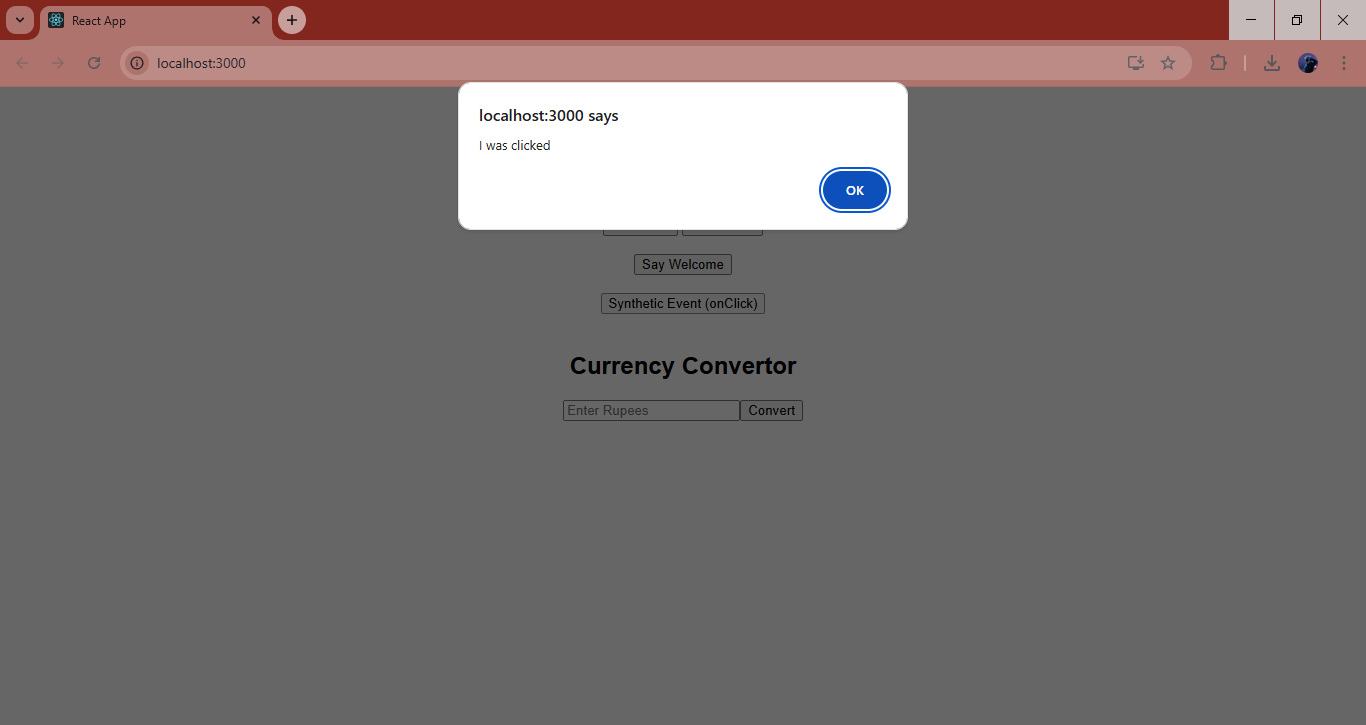 React App
localhost:3000
localhost:3000 says
I was clicked
OK
Say Welcome
Synthetic Event (onClick)
Currency Convertor
Enter Rupees Convert